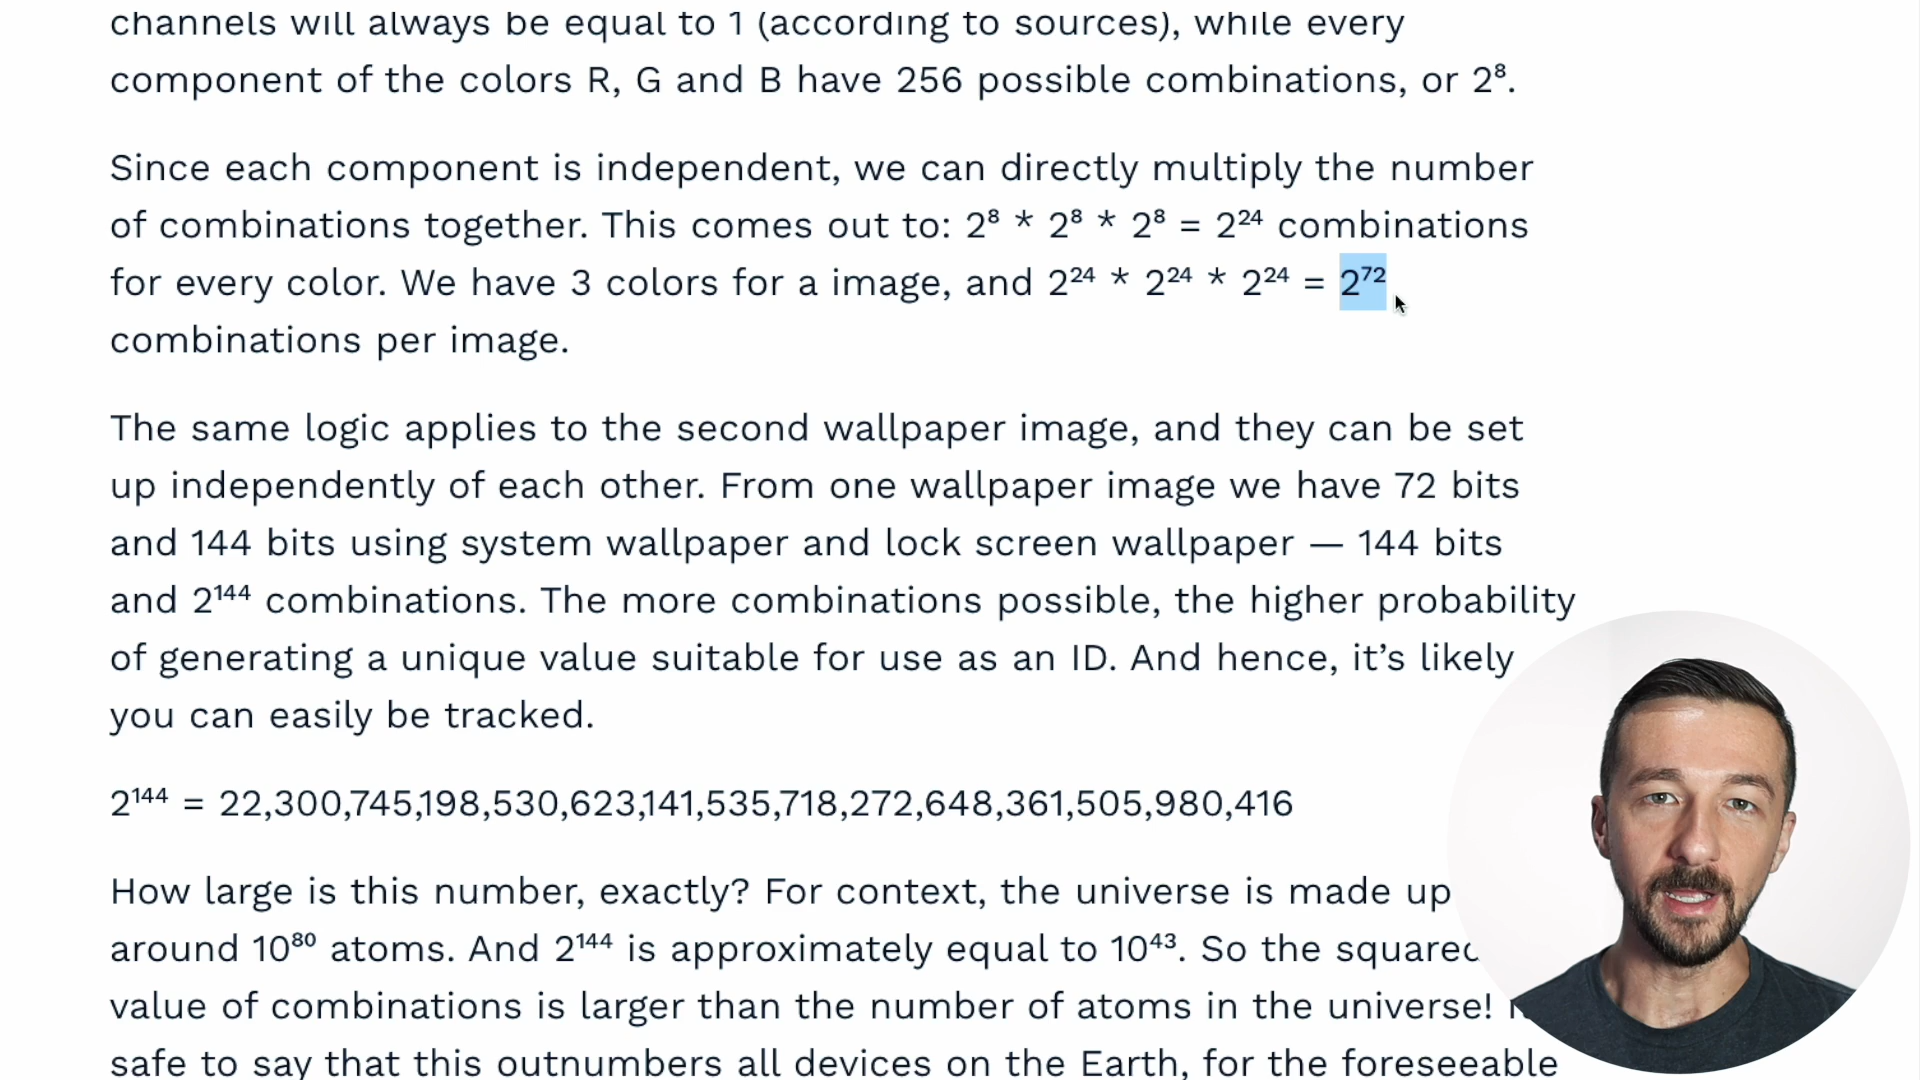 channels will always be equal to 1 (according to sources), while every
component of the colors R, G and B have 256 possible combinations, or 2⁸.
Since each component is independent, we can directly multiply the number
of combinations together. This comes out to: 2⁸ * 2⁸ * 2⁸ = 2²⁴ combinations
for every color. We have 3 colors for a image, and 2²⁴ * 2²⁴ * 2²⁴ = 2⁷²
combinations per image.
The same logic applies to the second wallpaper image, and they can be set
up independently of each other. From one wallpaper image we have 72 bits
and 144 bits using system wallpaper and lock screen wallpaper — 144 bits
and 2¹⁴⁴ combinations. The more combinations possible, the higher probability
of generating a unique value suitable for use as an ID. And hence, it’s likely
you can easily be tracked.
2¹⁴⁴ = 22,300,745,198,530,623,141,535,718,272,648,361,505,980,416
How large is this number, exactly? For context, the universe is made up
around 10⁸⁰ atoms. And 2¹⁴⁴ is approximately equal to 10⁴³. So the squared
value of combinations is larger than the number of atoms in the universe!
safe to say that this outnumbers all devices on the Earth, for the foreseeable